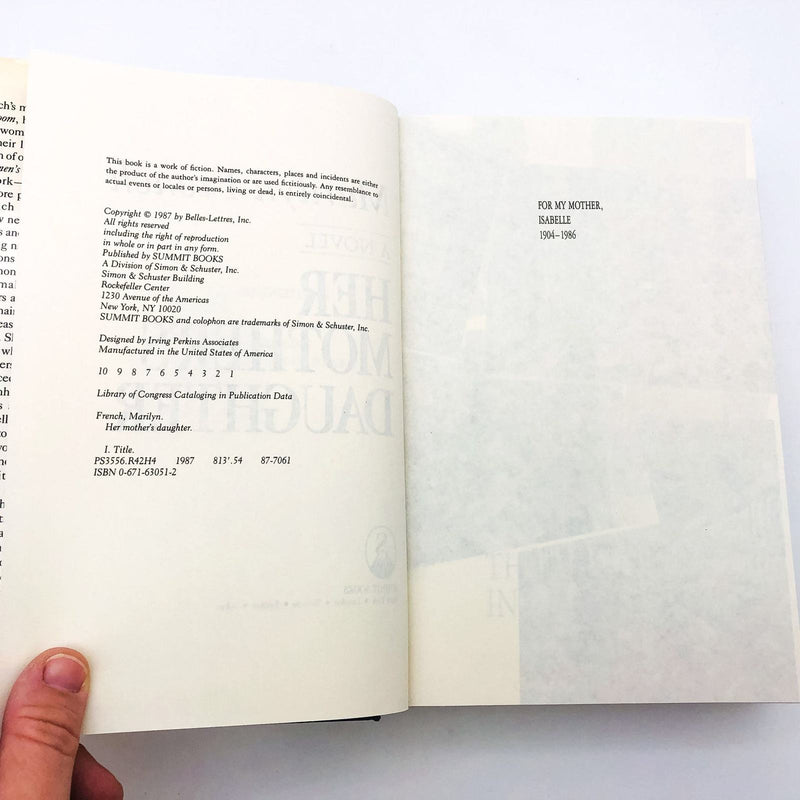 This book is a work of fiction. Names, characters, places and incidents are either
the product of the author's imagination or are used fictitiously. Any resemblance to
actual events or locales or persons, living or dead, is entirely coincidental.
Copyright © 1987 by Belles-Lettres, Inc.
All rights reserved
including the right of reproduction
in whole or in part in any form.
Published by SUMMIT BOOKS
A Division of Simon & Schuster, Inc.
Simon & Schuster Building
Rockefeller Center
1230 Avenue of the Americas
New York, NY 10020
SUMMIT BOOKS and colophon are trademarks of Simon & Schuster, Inc.
Designed by Irving Perkins Associates
Manufactured in the United States of America
10 9 8 7 6 5 4 3 2 1
Library of Congress Cataloging in Publication Data
French, Marilyn.
Her mother's daughter.
I. Title.
PS3556.R42H4 1987 813'.54 87-7061
ISBN 0-671-63051-2
FOR MY MOTHER,
ISABELLE
1904–1986